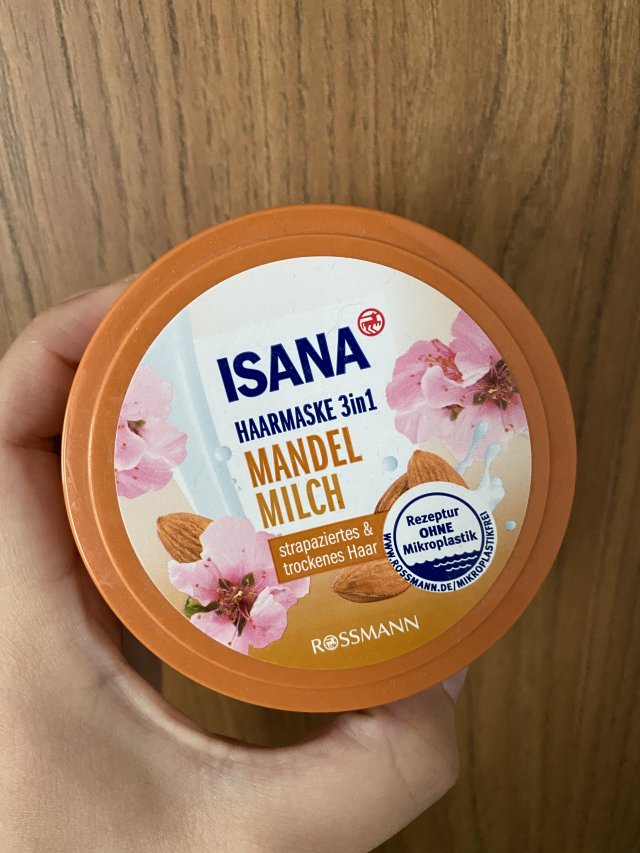 ISANA
HAARMASKE 3in1
MANDEL
MILCH
strapaziertes &
trockenes Haar
Rezeptur
OHNE
Mikroplastik
WWW.ROSSMANN.DE/MIKROPLASTIKFREI
ROSSMANN